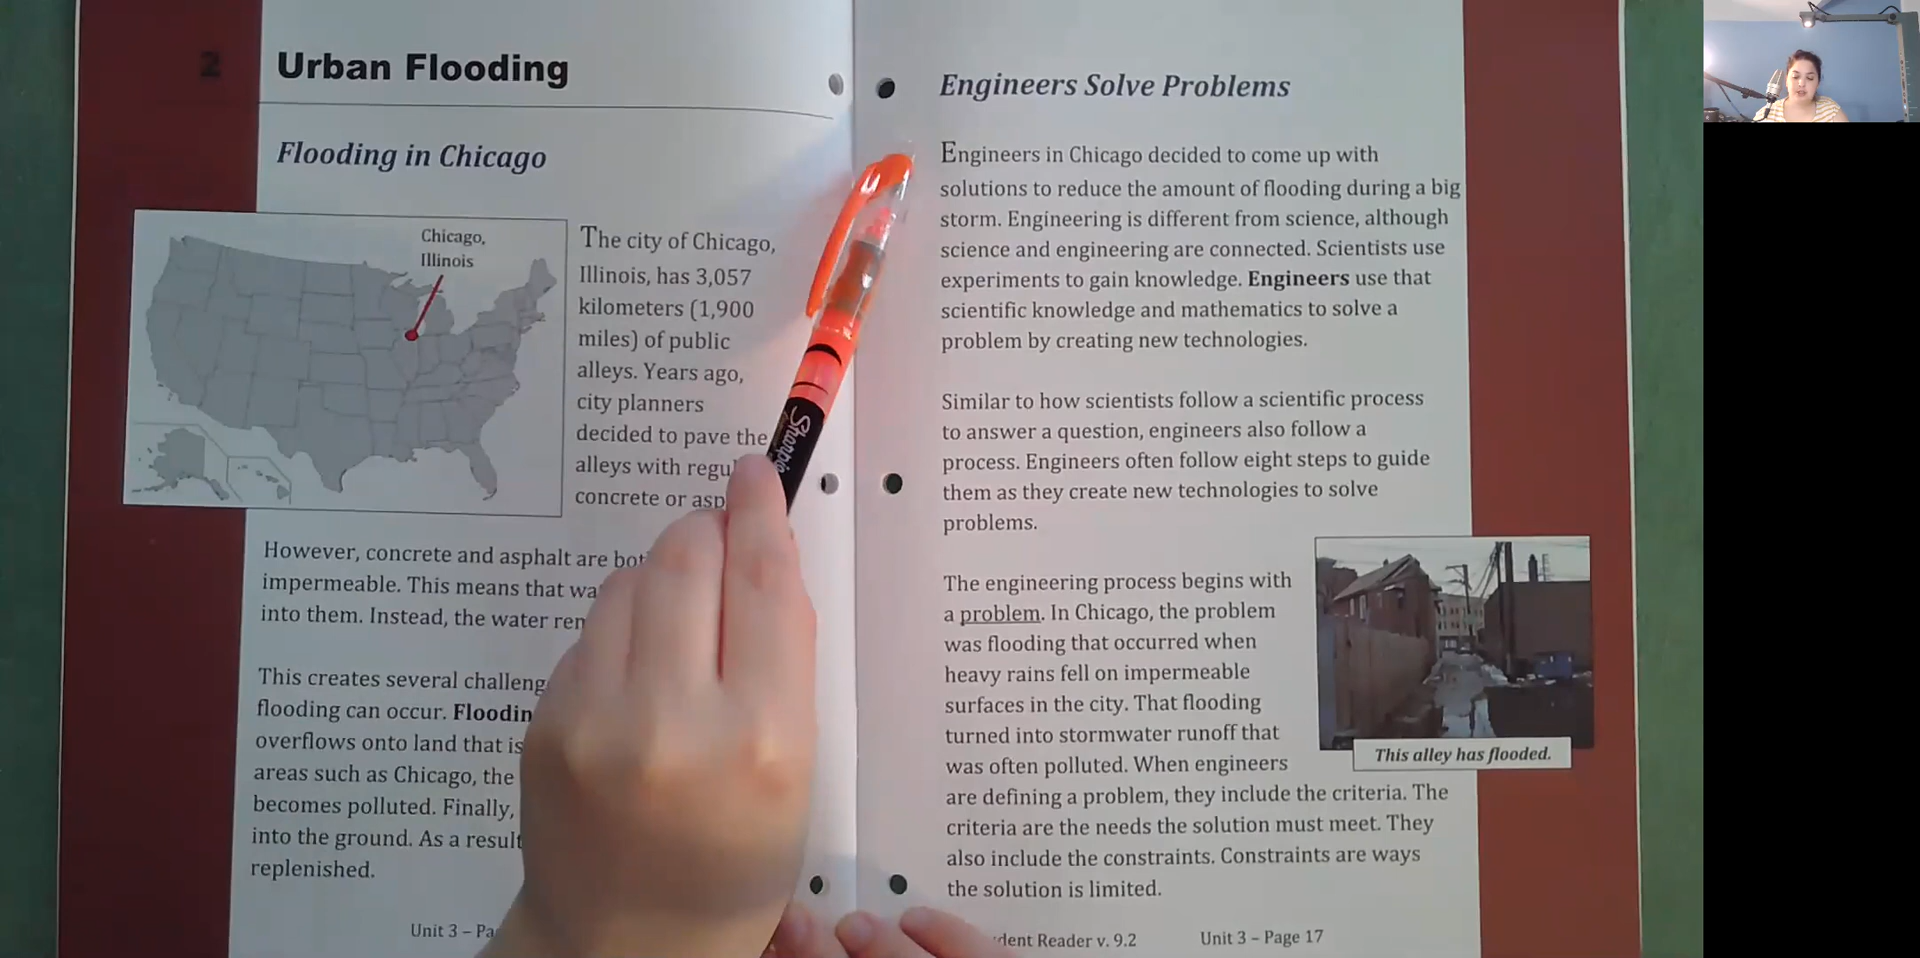 2
Urban Flooding
Flooding in Chicago
Chicago,
Illinois
The city of Chicago,
Illinois, has 3,057
kilometers (1,900
miles) of public
alleys. Years ago,
city planners
decided to pave the
alleys with
concrete or
However, concrete and asphalt are
impermeable. This means that
into them. Instead, the water
This creates several
flooding can occur.
overflows onto land that is
areas such as Chicago, the
becomes polluted. Finally,
into the ground. As a result
replenished.
Unit 3 –
Sharpie
Engineers Solve Problems
Engineers in Chicago decided to come up with
solutions to reduce the amount of flooding during a big
storm. Engineering is different from science, although
science and engineering are connected. Scientists use
experiments to gain knowledge. Engineers use that
scientific knowledge and mathematics to solve a
problem by creating new technologies.
Similar to how scientists follow a scientific process
to answer a question, engineers also follow a
process. Engineers often follow eight steps to guide
them as they create new technologies to solve
problems.
The engineering process begins with
a problem. In Chicago, the problem
was flooding that occurred when
heavy rains fell on impermeable
surfaces in the city. That flooding
turned into stormwater runoff that
was often polluted. When engineers
are defining a problem, they include the criteria. The
criteria are the needs the solution must meet. They
also include the constraints. Constraints are ways
the solution is limited.
This alley has flooded.
Reader v. 9.2
Unit 3 – Page 17